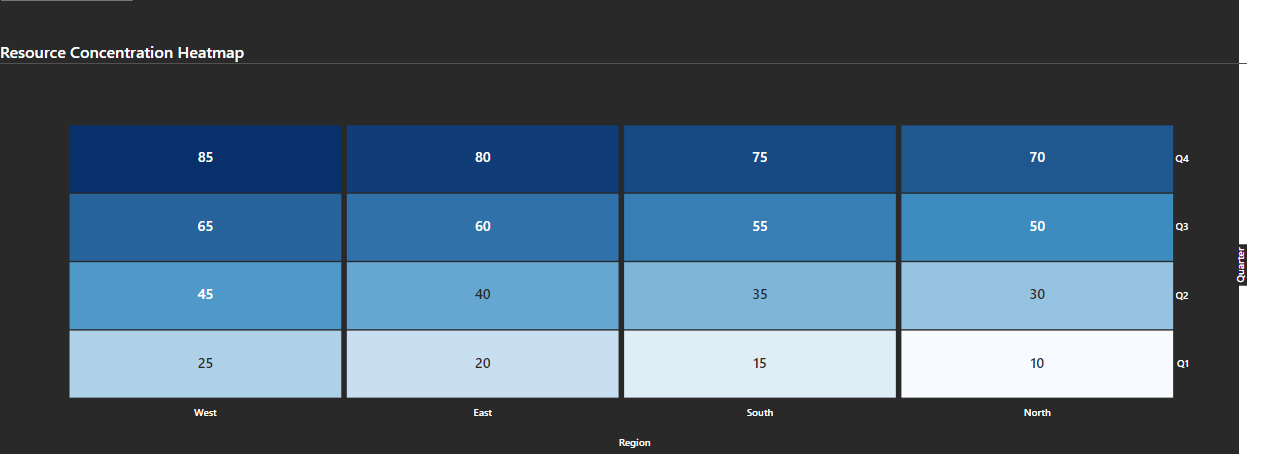 Resource Concentration Heatmap
85 80 75 70 Q4
65 60 55 50 Q3
Quarter
45 40 35 30 Q2
25 20 15 10 Q1
West East South North
Region